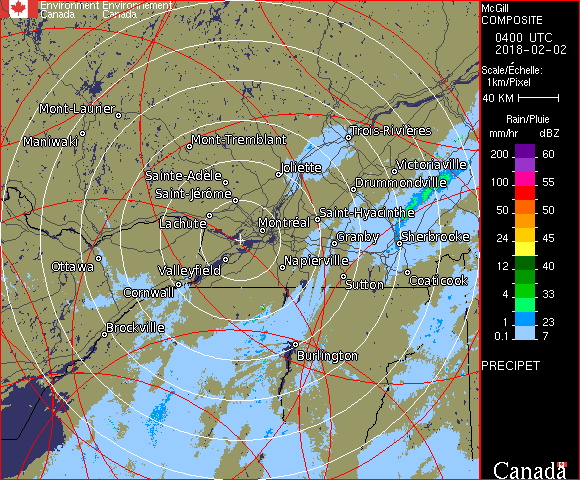 Environment Environnement
Canada Canada
McGill
COMPOSITE
0400 UTC
2018-02-02
Scale/Échelle:
1km/Pixel
40 KM
Rain/Pluie
mm/hr dBZ
200 60
100 55
50 50
24 45
12 40
4 33
1 23
0.1 7
PRECIPET
Canada
Mont-Laurier
Maniwaki
Mont-Tremblant
Trois-Rivières
Joliette
Victoriaville
Sainte-Adèle
Drummondville
Saint-Jérôme
Saint-Hyacinthe
Lachute
Montréal
Granby
Sherbrooke
Ottawa
Valleyfield
Napierville
Sutton
Coaticook
Cornwall
Brockville
Burlington